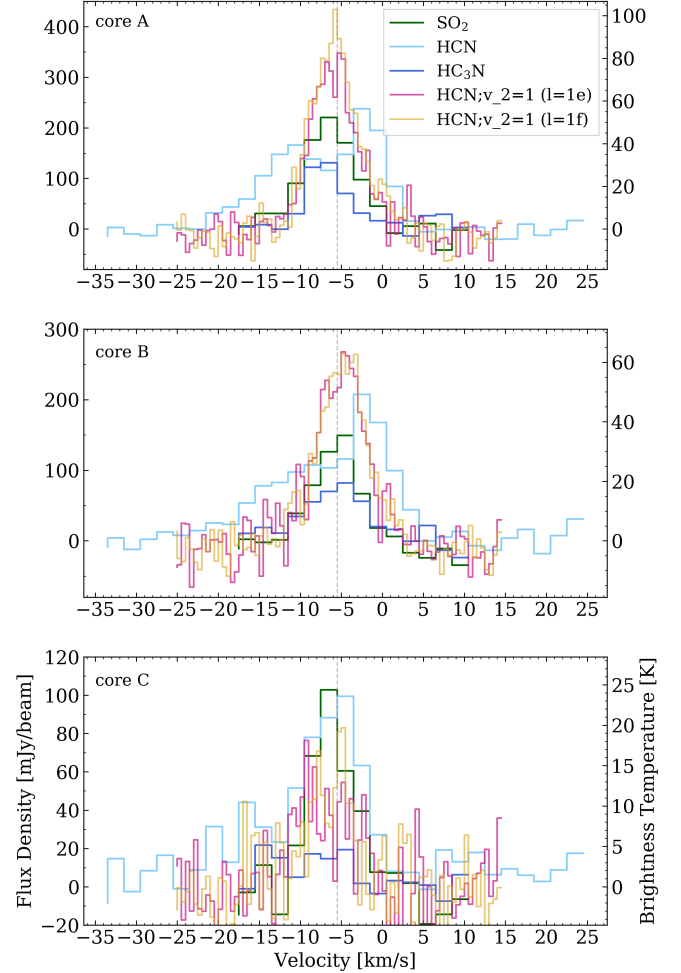 core A
SO₂
HCN
HC₃N
HCN;v_2=1 (l=1e)
HCN;v_2=1 (l=1f)
400
300
200
100
0
100
80
60
40
20
0
−35 −30 −25 −20 −15 −10 −5 0 5 10 15 20 25
core B
300
200
100
0
60
40
20
0
−35 −30 −25 −20 −15 −10 −5 0 5 10 15 20 25
core C
120
100
80
60
40
20
0
−20
25
20
15
10
5
0
Flux Density [mJy/beam]
Brightness Temperature [K]
−35 −30 −25 −20 −15 −10 −5 0 5 10 15 20 25
Velocity [km/s]